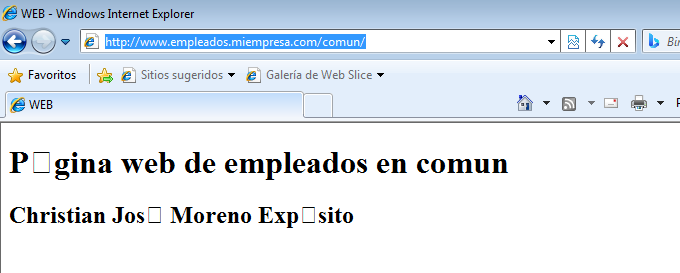 WEB - Windows Internet Explorer
http://www.empleados.miempresa.com/comun/
Bin
Favoritos Sitios sugeridos Galería de Web Slice
WEB P
P□gina web de empleados en comun
Christian Jos□ Moreno Exp□sito